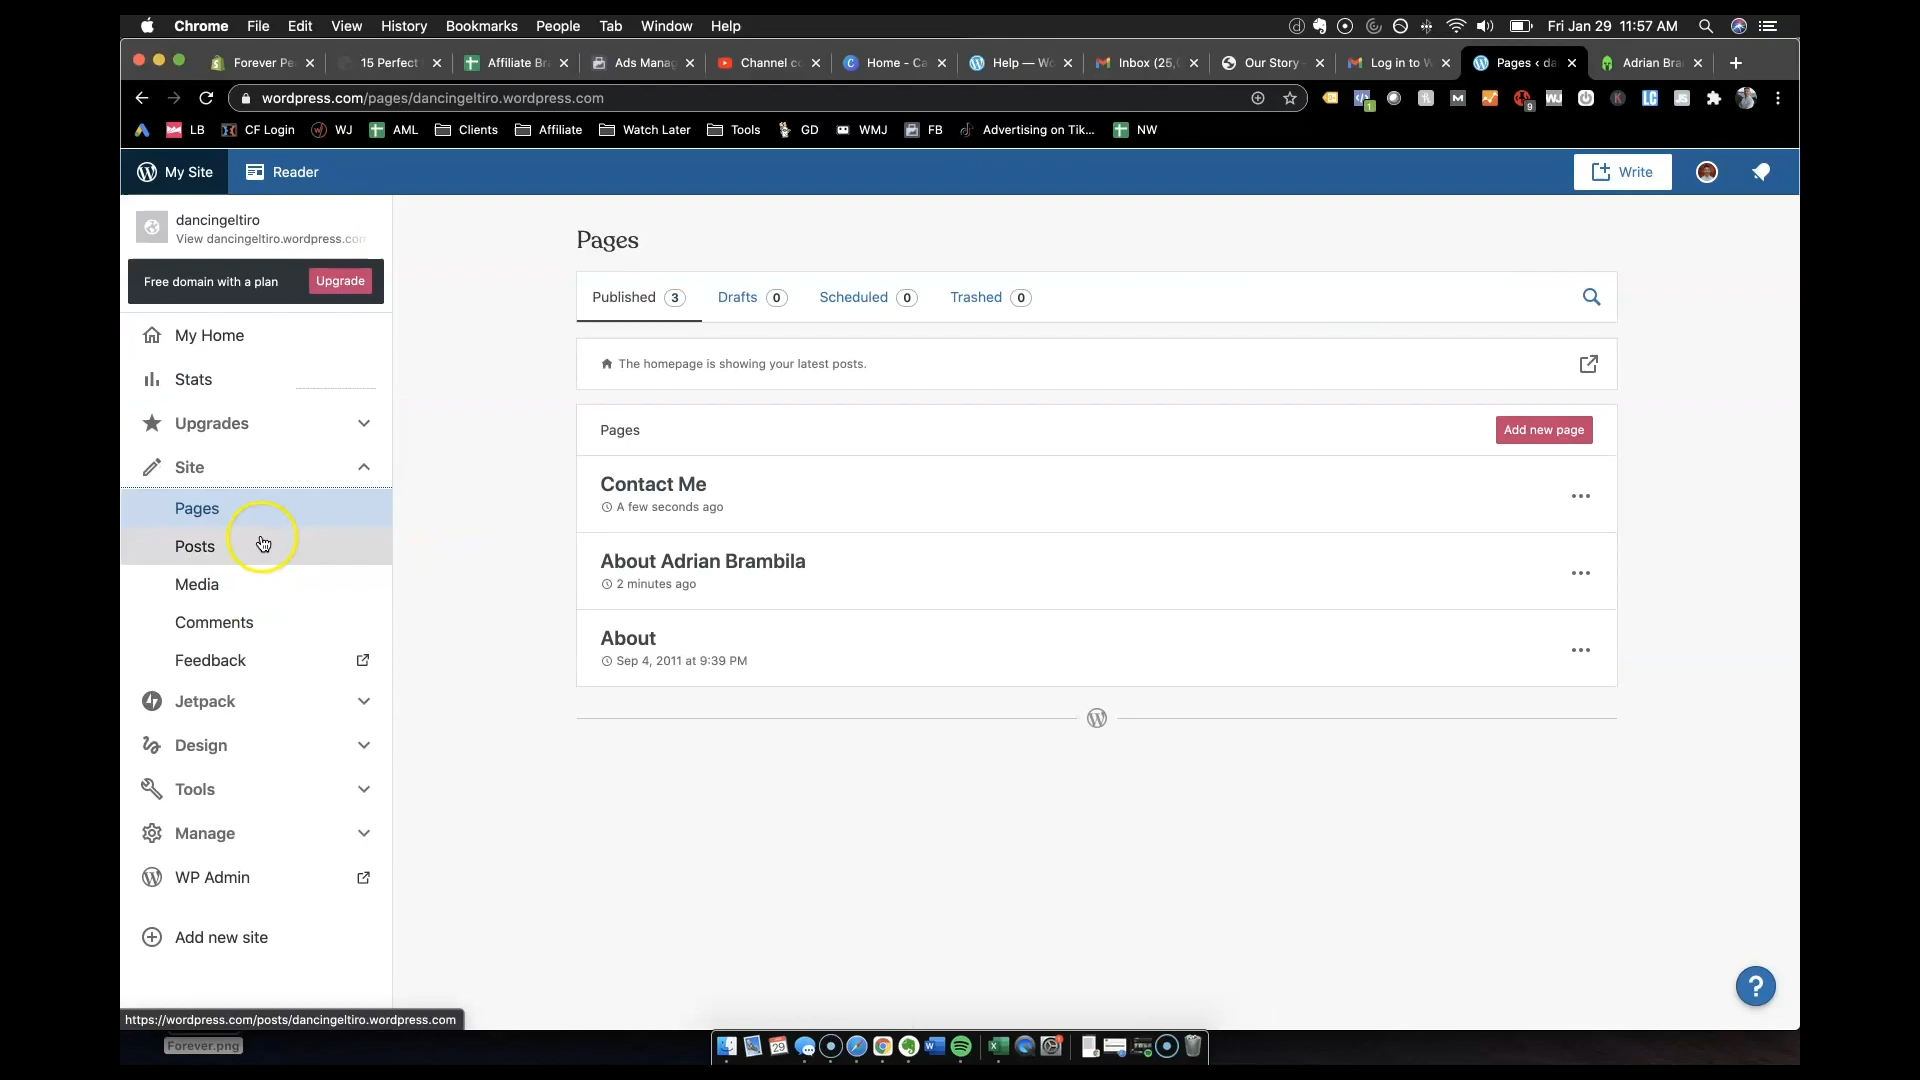 Chrome File Edit View History Bookmarks People Tab Window Help Fri Jan 29 11:57 AM
Forever Pe 15 Perfect Affiliate Bra Ads Manag Channel co Home - Ca Help — Wo Inbox (25, Our Story - Log in to W Pages ‹ da Adrian Bra
wordpress.com/pages/dancingeltiro.wordpress.com
LB CF Login WJ AML Clients Affiliate Watch Later Tools GD WMJ FB Advertising on Tik... NW
My Site Reader Write
dancingeltiro
View dancingeltiro.wordpress.com
Free domain with a plan Upgrade
My Home
Stats
Upgrades
Site
Pages
Posts
Media
Comments
Feedback
Jetpack
Design
Tools
Manage
WP Admin
Add new site
Pages
Published 3 Drafts 0 Scheduled 0 Trashed 0
The homepage is showing your latest posts.
Pages Add new page
Contact Me
A few seconds ago
About Adrian Brambila
2 minutes ago
About
Sep 4, 2011 at 9:39 PM
?
https://wordpress.com/posts/dancingeltiro.wordpress.com
Forever.png